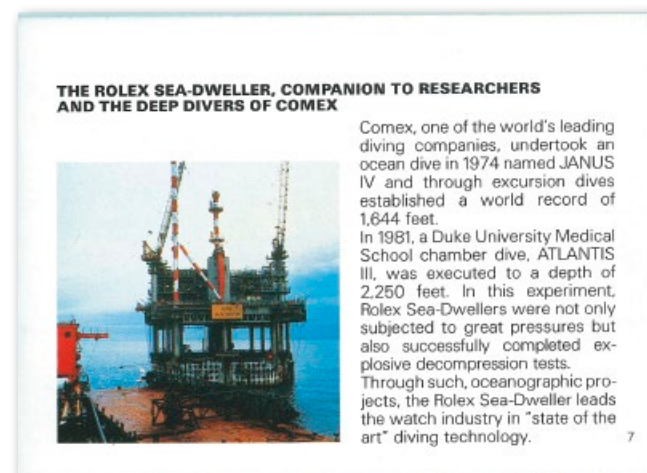 THE ROLEX SEA-DWELLER, COMPANION TO RESEARCHERS
AND THE DEEP DIVERS OF COMEX
Comex, one of the world's leading
diving companies, undertook an
ocean dive in 1974 named JANUS
IV and through excursion dives
established a world record of
1,644 feet.
In 1981, a Duke University Medical
School chamber dive, ATLANTIS
III, was executed to a depth of
2,250 feet. In this experiment,
Rolex Sea-Dwellers were not only
subjected to great pressures but
also successfully completed ex-
plosive decompression tests.
Through such, oceanographic pro-
jects, the Rolex Sea-Dweller leads
the watch industry in "state of the
art" diving technology.
7